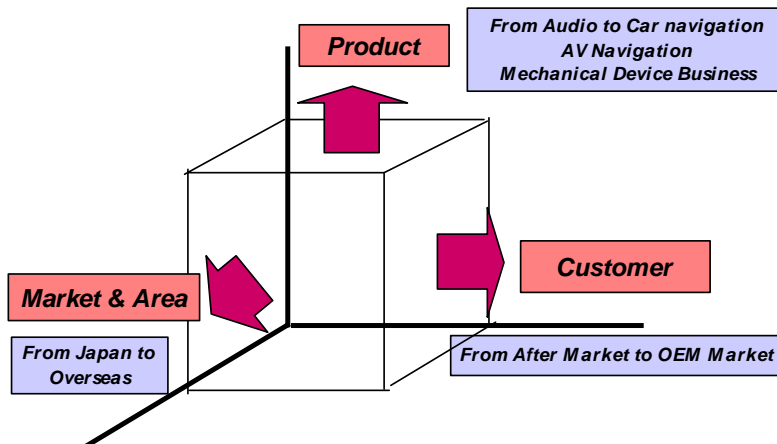 Product
From Audio to Car navigation
AV Navigation
Mechanical Device Business
Customer
Market & Area
From Japan to
Overseas
From After Market to OEM Market